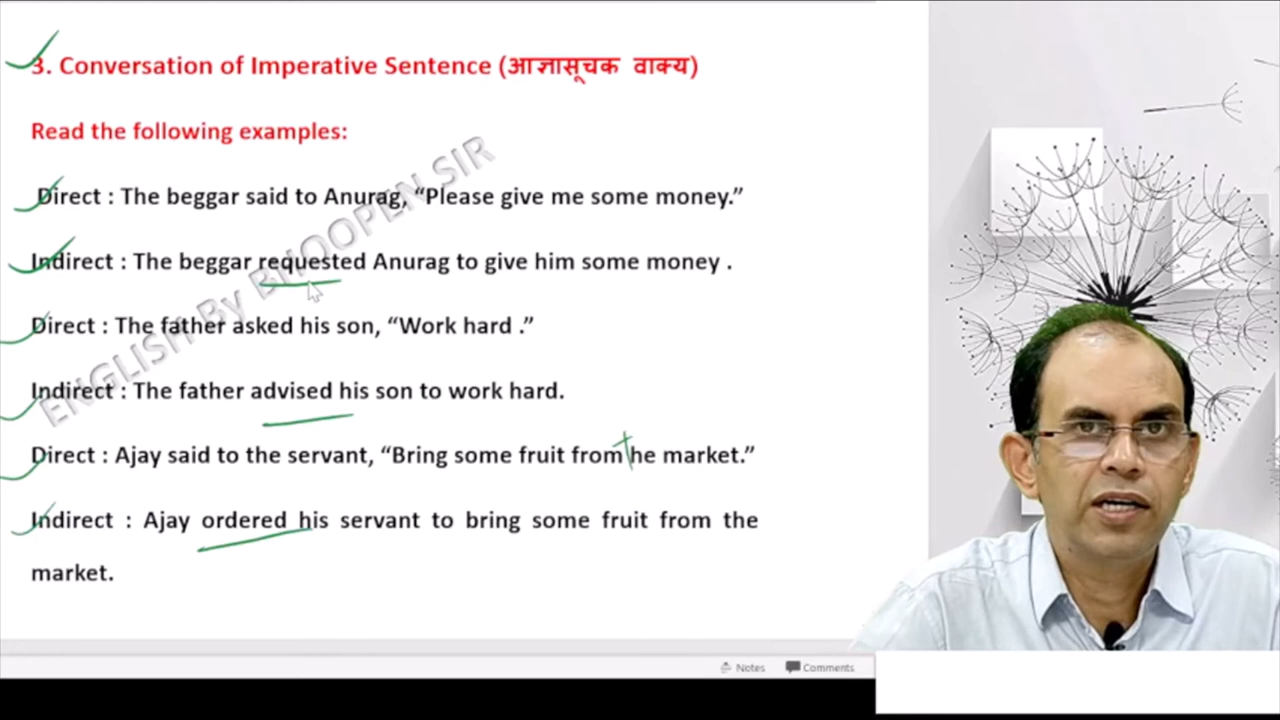 3. Conversation of Imperative Sentence (आज्ञासूचक वाक्य)
Read the following examples:
Direct : The beggar said to Anurag, “Please give me some money.”
Indirect : The beggar requested Anurag to give him some money .
Direct : The father asked his son, “Work hard .”
Indirect : The father advised his son to work hard.
Direct : Ajay said to the servant, “Bring some fruit from the market.”
Indirect : Ajay ordered his servant to bring some fruit from the
market.
ENGLISH By BHOOPEN SIR
Notes Comments